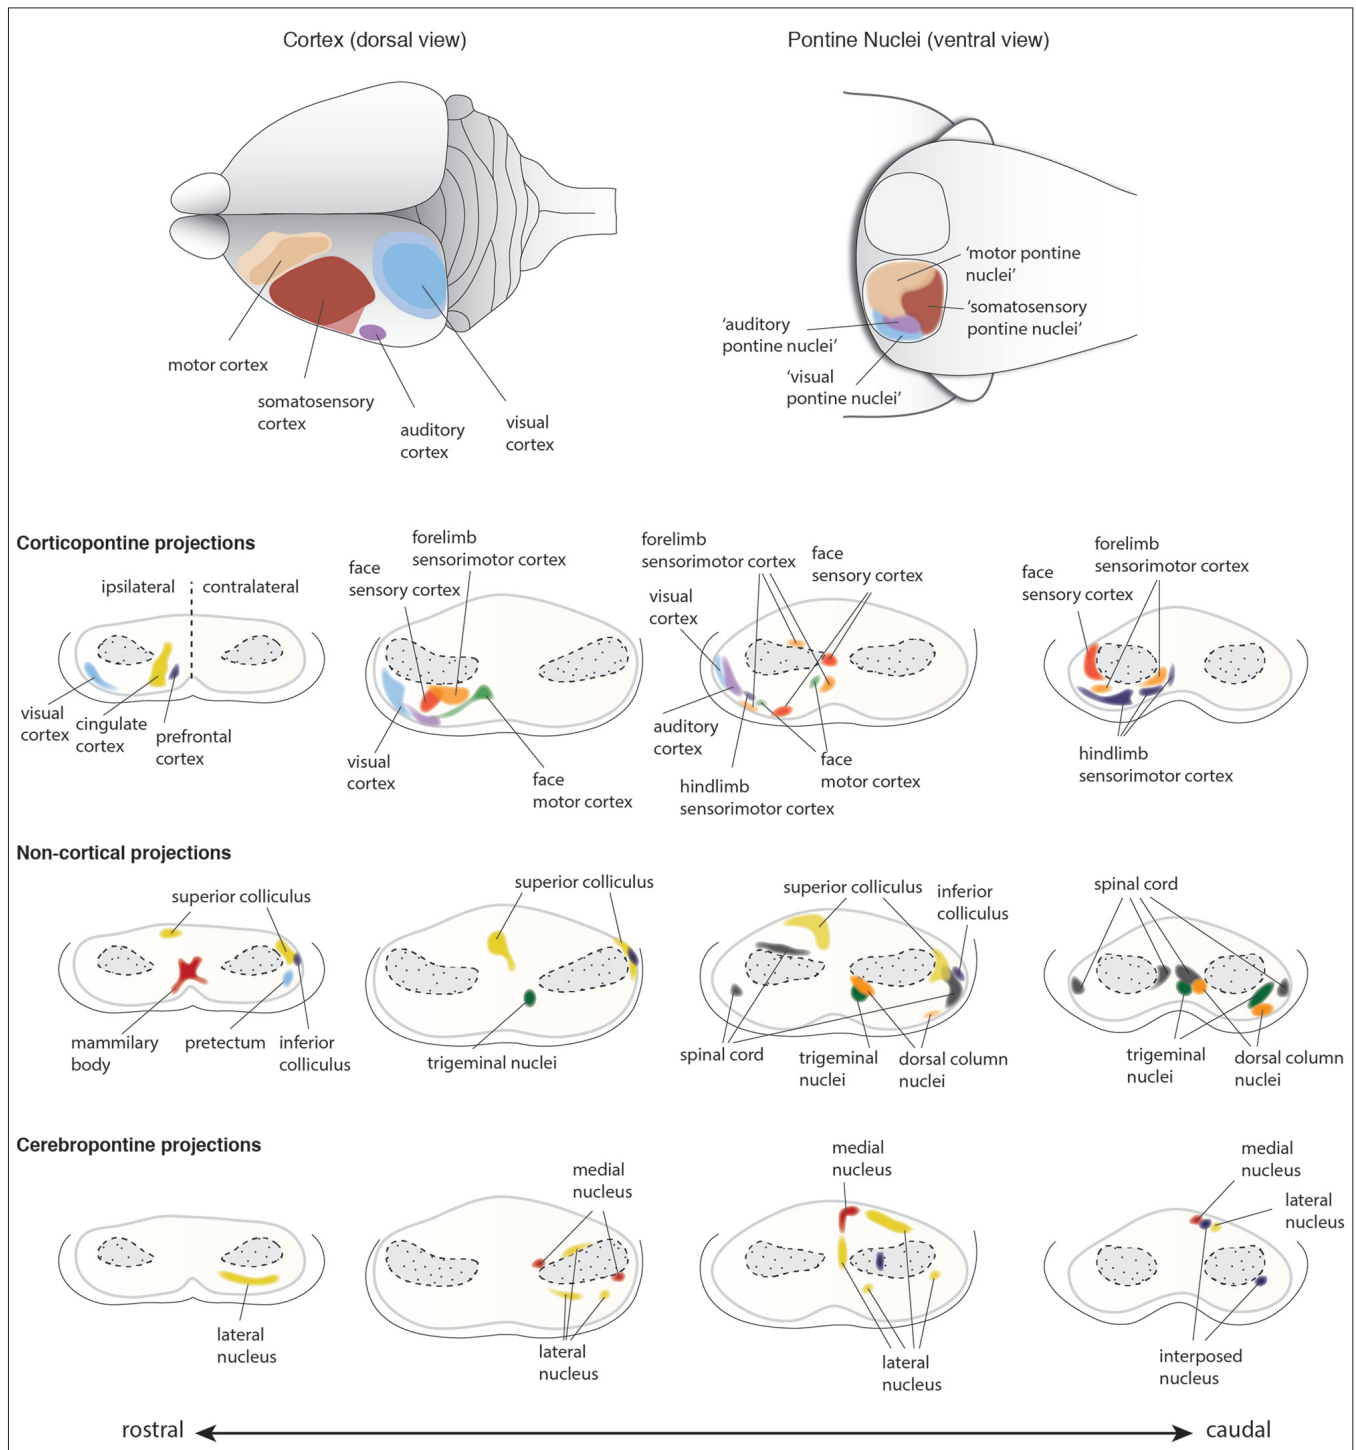 Cortex (dorsal view)
Pontine Nuclei (ventral view)
motor cortex
somatosensory
cortex
auditory
cortex
visual
cortex
‘motor pontine
nuclei’
‘somatosensory
pontine nuclei’
‘auditory
pontine nuclei’
‘visual
pontine nuclei’
Corticopontine projections
ipsilateral
contralateral
visual
cortex
cingulate
cortex
prefrontal
cortex
face
sensory cortex
forelimb
sensorimotor cortex
visual
cortex
face
motor cortex
forelimb
sensorimotor cortex
face
sensory cortex
visual
cortex
auditory
cortex
hindlimb
sensorimotor cortex
face
motor cortex
face
sensory cortex
forelimb
sensorimotor cortex
hindlimb
sensorimotor cortex
Non-cortical projections
superior colliculus
mammilary
body
pretectum
inferior
colliculus
superior colliculus
trigeminal nuclei
superior colliculus
inferior
colliculus
spinal cord
trigeminal
nuclei
dorsal column
nuclei
spinal cord
trigeminal
nuclei
dorsal column
nuclei
Cerebropontine projections
lateral
nucleus
medial
nucleus
lateral
nucleus
medial
nucleus
lateral
nucleus
medial
nucleus
lateral
nucleus
interposed
nucleus
rostral
caudal